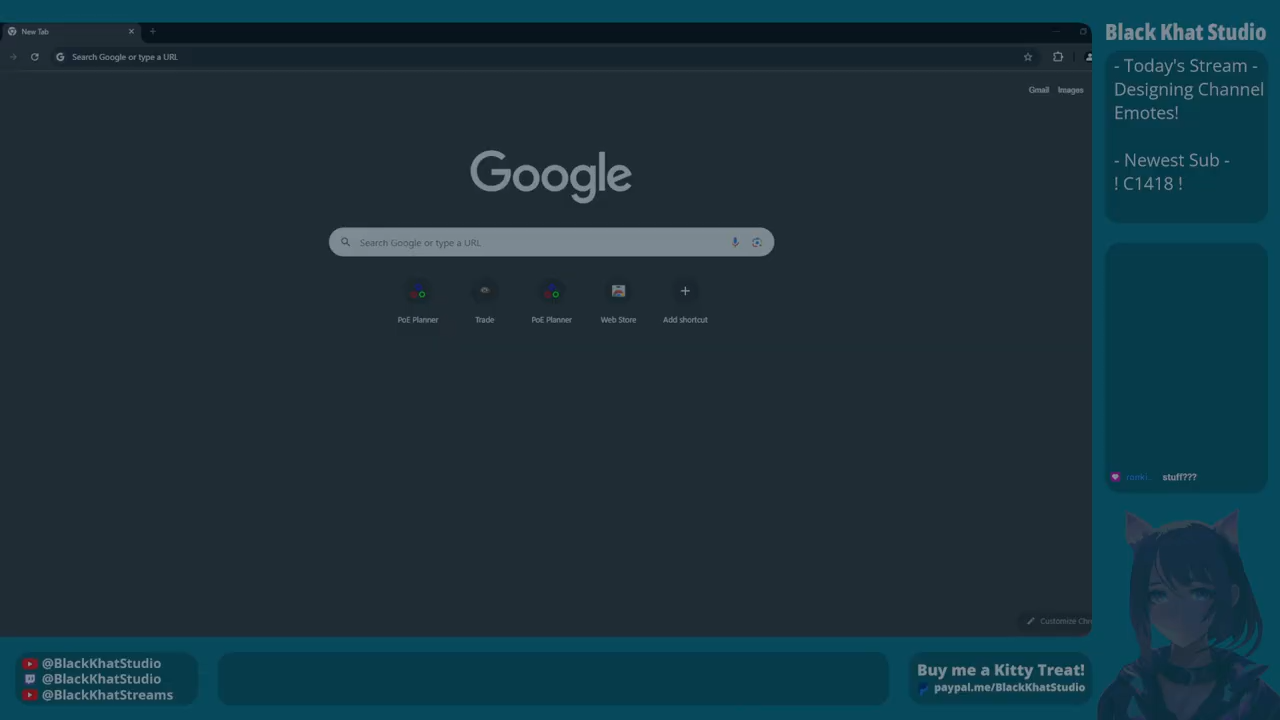 New Tab
Search Google or type a URL
Gmail Images
Google
Search Google or type a URL
PoE Planner
Trade
PoE Planner
Web Store
Add shortcut
Black Khat Studio
- Today's Stream -
Designing Channel
Emotes!
- Newest Sub -
! C1418 !
stuff???
Customize Chr
@BlackKhatStudio
@BlackKhatStudio
@BlackKhatStreams
Buy me a Kitty Treat!
paypal.me/BlackKhatStudio